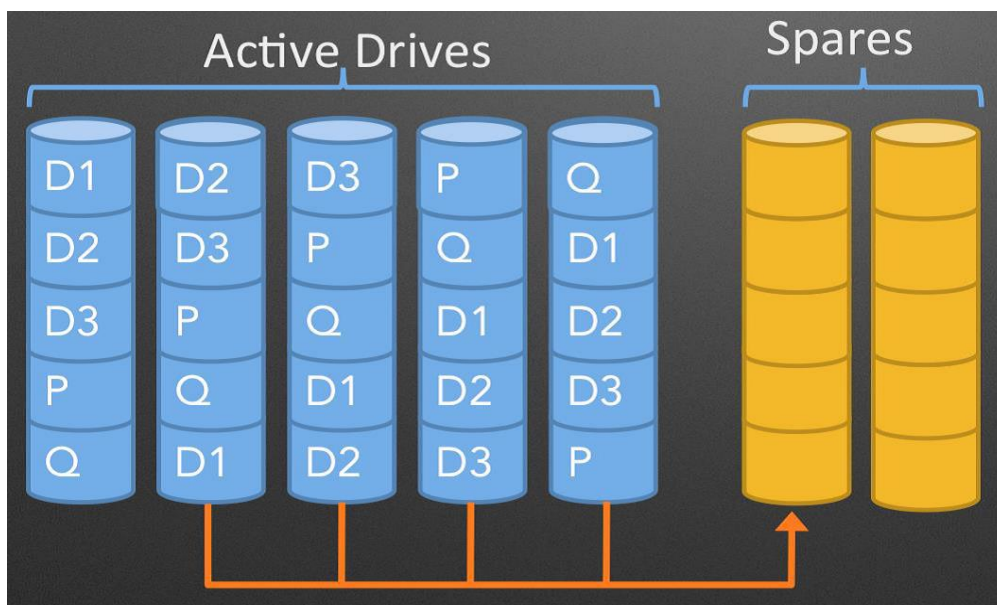 Active Drives
Spares
D1 D2 D3 P Q
D2 D3 P Q D1
D3 P Q D1 D2
P Q D1 D2 D3
Q D1 D2 D3 P